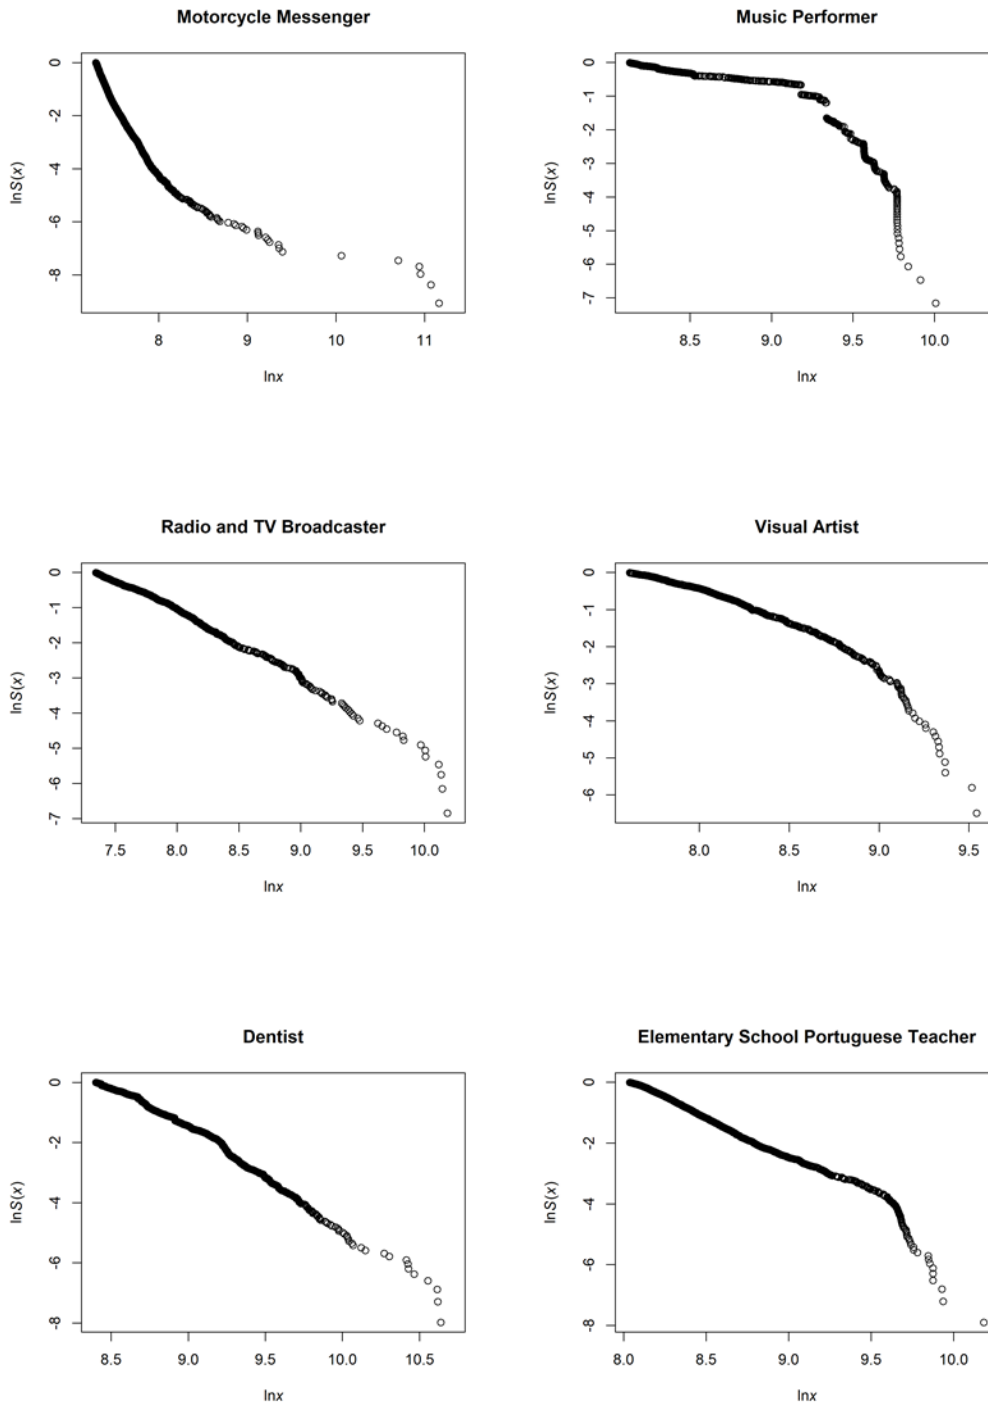 Motorcycle Messenger
Music Performer
lnS(x)
0
-2
-4
-6
-8
8 9 10 11
lnx
lnS(x)
0
-1
-2
-3
-4
-5
-6
-7
8.5 9.0 9.5 10.0
lnx
Radio and TV Broadcaster
Visual Artist
lnS(x)
0
-1
-2
-3
-4
-5
-6
-7
7.5 8.0 8.5 9.0 9.5 10.0
lnx
lnS(x)
0
-1
-2
-3
-4
-5
-6
8.0 8.5 9.0 9.5
lnx
Dentist
Elementary School Portuguese Teacher
lnS(x)
0
-2
-4
-6
-8
8.5 9.0 9.5 10.0 10.5
lnx
lnS(x)
0
-2
-4
-6
-8
8.0 8.5 9.0 9.5 10.0
lnx